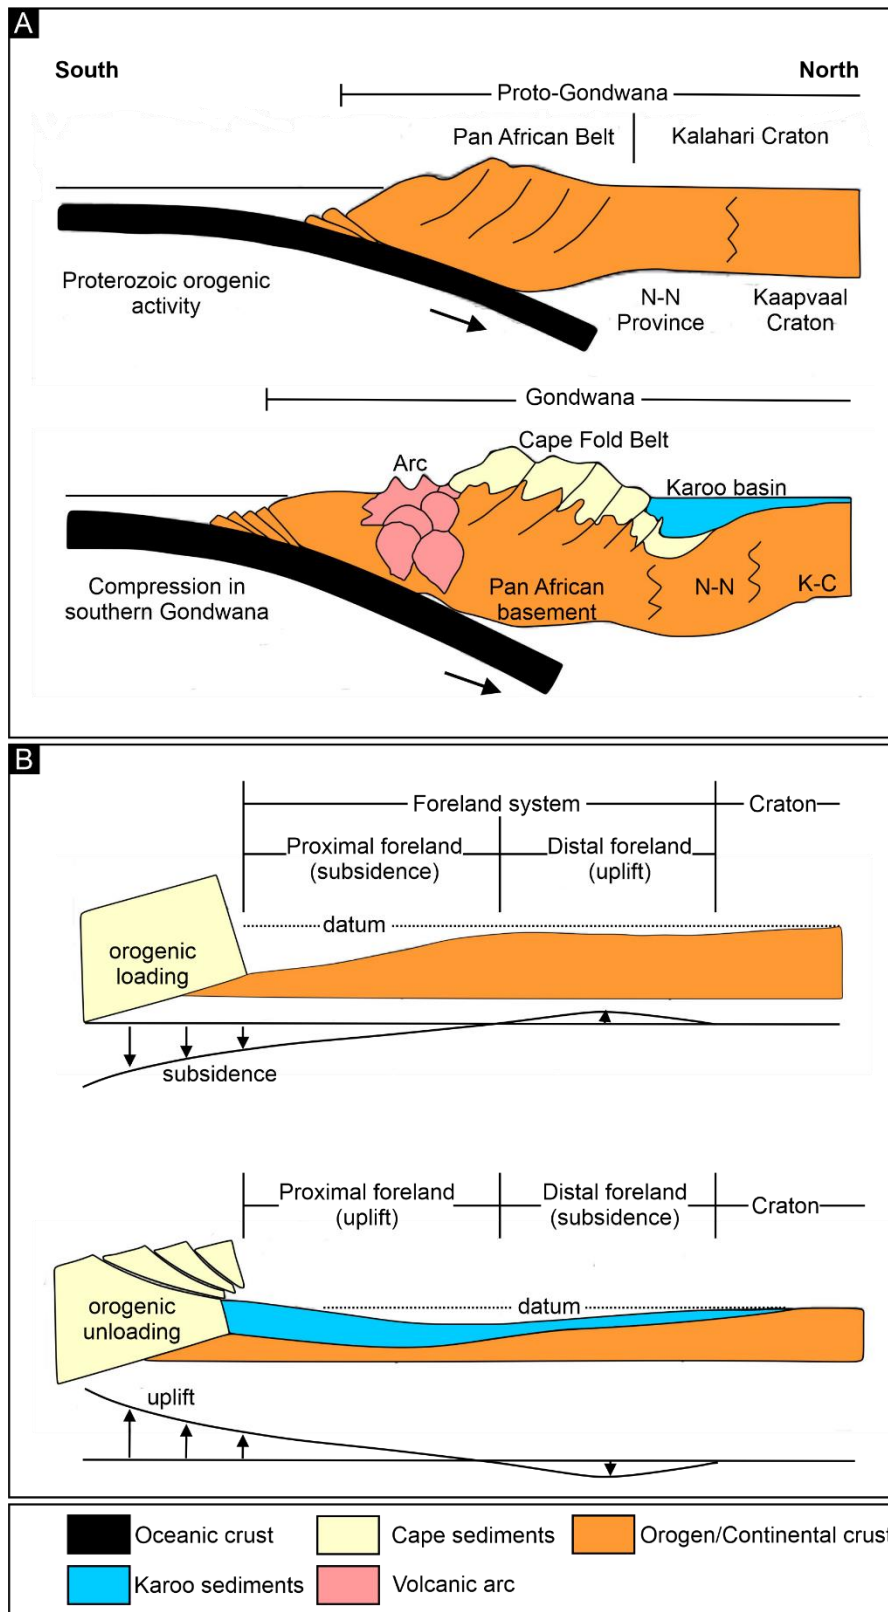 A
South
North
Proto-Gondwana
Pan African Belt
Kalahari Craton
Proterozoic orogenic
activity
N-N
Province
Kaapvaal
Craton
Gondwana
Cape Fold Belt
Arc
Karoo basin
Compression in
southern Gondwana
Pan African
basement
N-N
K-C
B
Foreland system
Craton
Proximal foreland
(subsidence)
Distal foreland
(uplift)
datum
orogenic
loading
subsidence
Proximal foreland
(uplift)
Distal foreland
(subsidence)
Craton
orogenic
unloading
datum
uplift
Oceanic crust
Cape sediments
Orogen/Continental crust
Karoo sediments
Volcanic arc